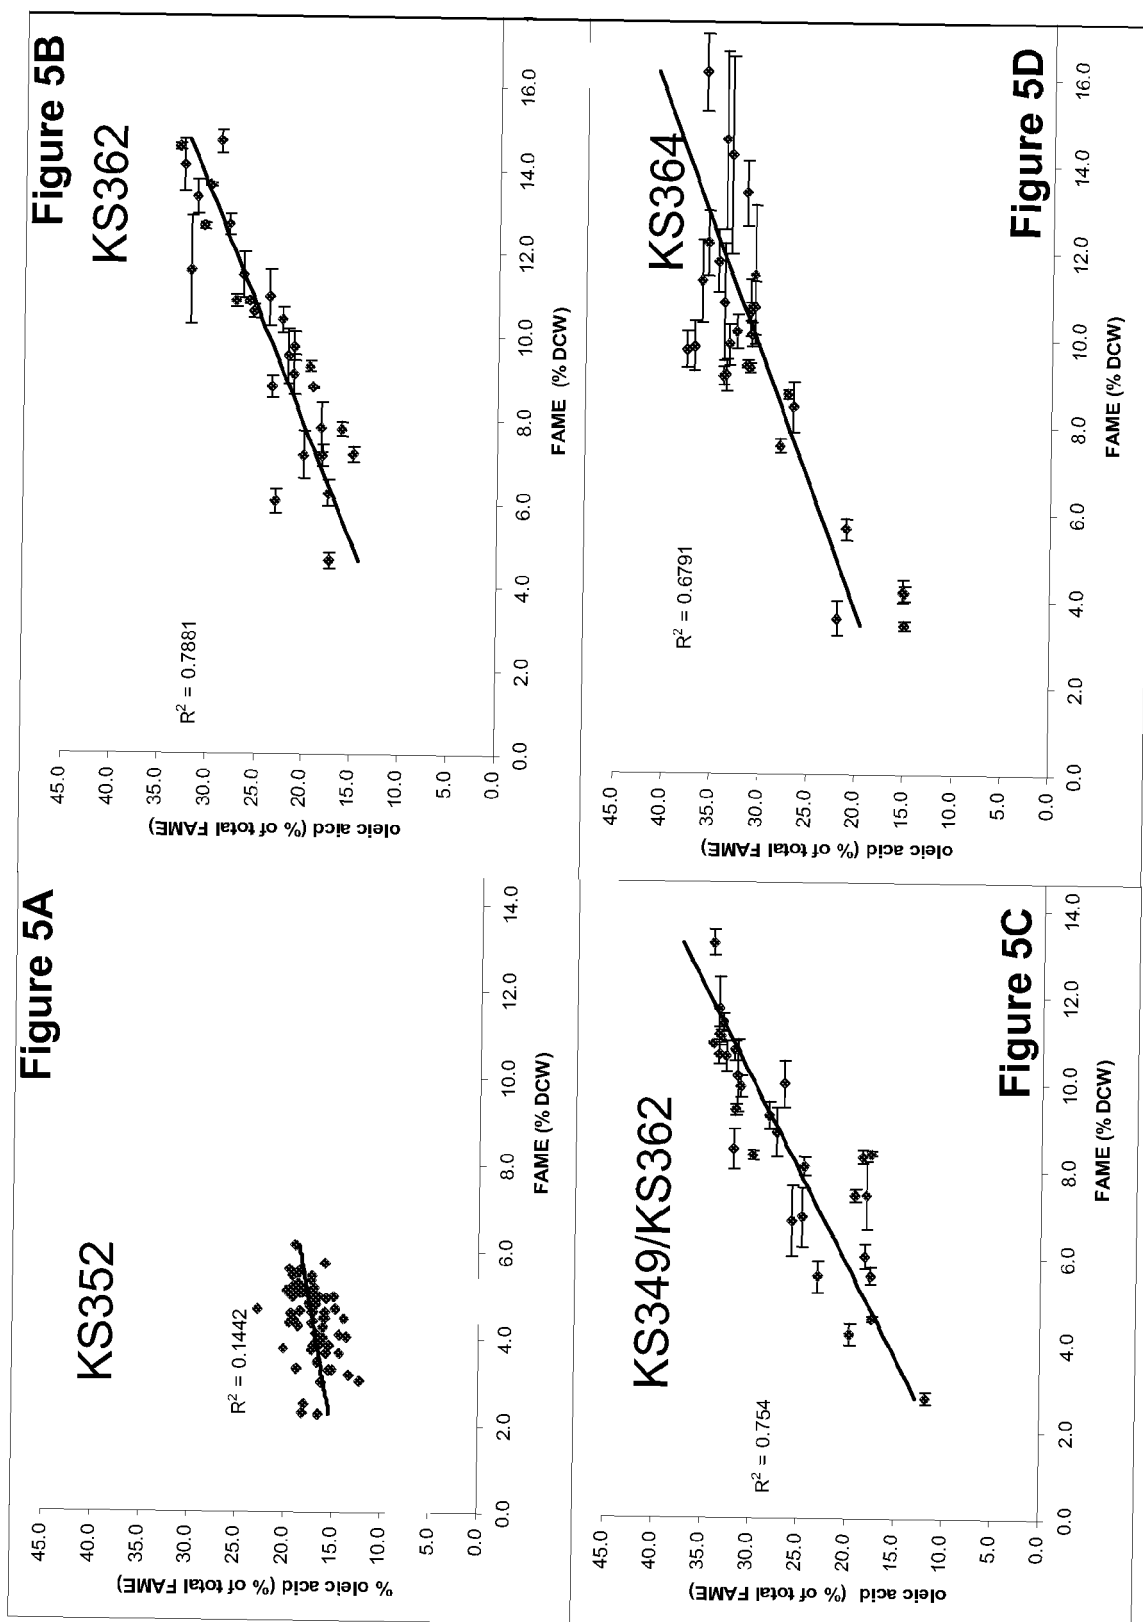 Figure 5A
KS352
R² = 0.1442
% oleic acid (% of total FAME)
45.0
40.0
35.0
30.0
25.0
20.0
15.0
10.0
5.0
0.0
0.0 2.0 4.0 6.0 8.0 10.0 12.0 14.0
FAME (% DCW)
Figure 5B
KS362
R² = 0.7881
oleic aicd (% of total FAME)
45.0
40.0
35.0
30.0
25.0
20.0
15.0
10.0
5.0
0.0
0.0 2.0 4.0 6.0 8.0 10.0 12.0 14.0 16.0
FAME (% DCW)
KS349/KS362
R² = 0.754
oleic acid (% of total FAME)
45.0
40.0
35.0
30.0
25.0
20.0
15.0
10.0
5.0
0.0
0.0 2.0 4.0 6.0 8.0 10.0 12.0 14.0
FAME (% DCW)
Figure 5C
KS364
R² = 0.6791
oleic acid (% of total FAME)
45.0
40.0
35.0
30.0
25.0
20.0
15.0
10.0
5.0
0.0
0.0 2.0 4.0 6.0 8.0 10.0 12.0 14.0 16.0
FAME (% DCW)
Figure 5D